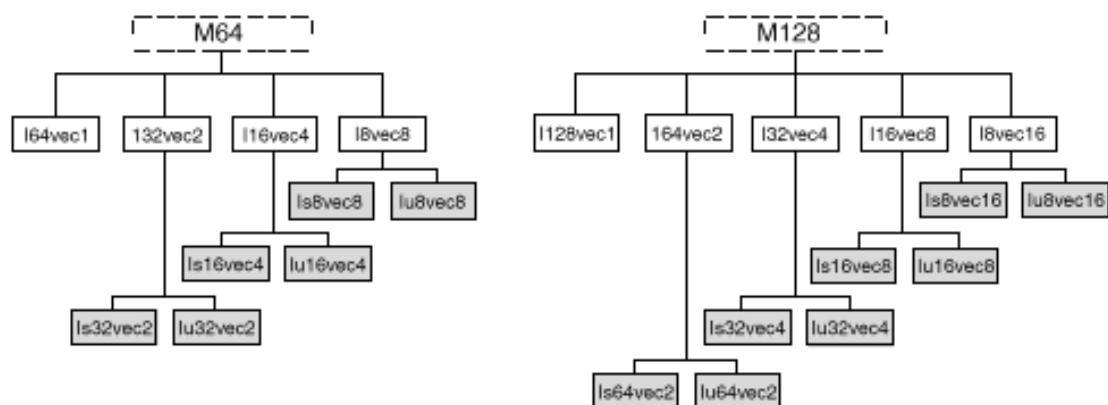 M64
M128
I64vec1
132vec2
I16vec4
I8vec8
I128vec1
164vec2
I32vec4
I16vec8
I8vec16
Is8vec8
Iu8vec8
Is8vec16
Iu8vec16
Is16vec4
Iu16vec4
Is16vec8
Iu16vec8
Is32vec2
Iu32vec2
Is32vec4
Iu32vec4
Is64vec2
Iu64vec2